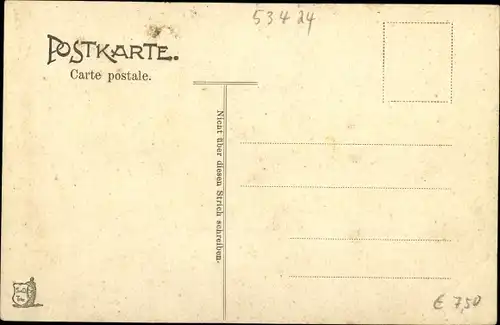 53424
POSTKARTE.
Carte postale.
Nicht über diesen Strich schreiben.
€ 7,50